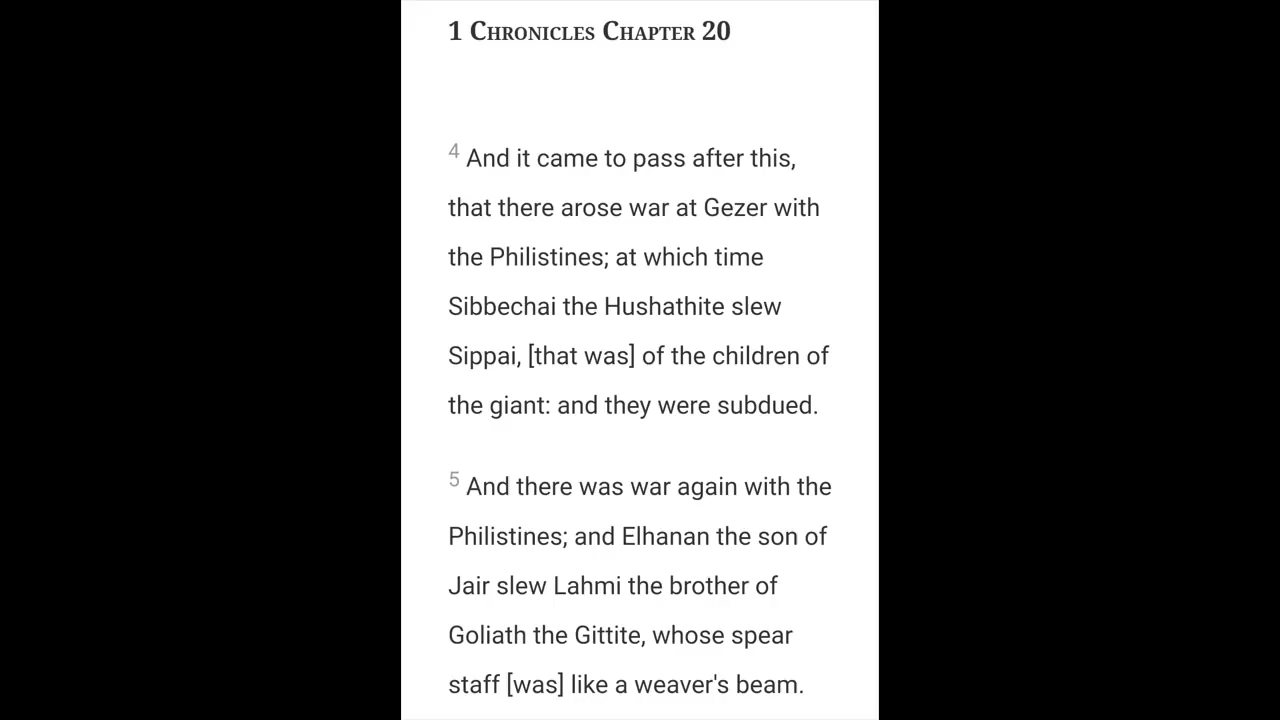 1 Chronicles Chapter 20
4 And it came to pass after this,
that there arose war at Gezer with
the Philistines; at which time
Sibbechai the Hushathite slew
Sippai, [that was] of the children of
the giant: and they were subdued.
5 And there was war again with the
Philistines; and Elhanan the son of
Jair slew Lahmi the brother of
Goliath the Gittite, whose spear
staff [was] like a weaver's beam.